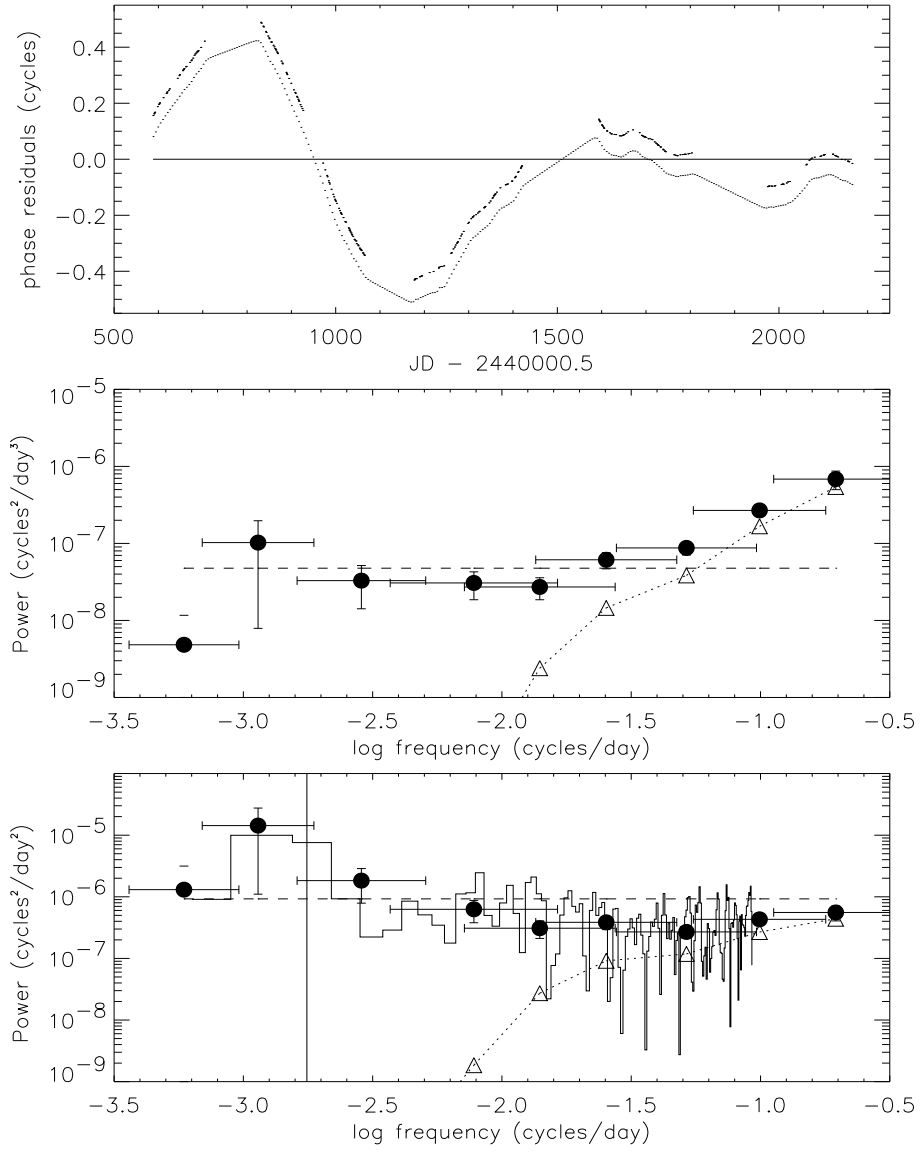 phase residuals (cycles)
0.4
0.2
0.0
−0.2
−0.4
500 1000 1500 2000
JD − 2440000.5
Power (cycles²/day³)
10⁻⁵
10⁻⁶
10⁻⁷
10⁻⁸
10⁻⁹
−3.5 −3.0 −2.5 −2.0 −1.5 −1.0 −0.5
log frequency (cycles/day)
Power (cycles²/day²)
10⁻⁵
10⁻⁶
10⁻⁷
10⁻⁸
10⁻⁹
−3.5 −3.0 −2.5 −2.0 −1.5 −1.0 −0.5
log frequency (cycles/day)